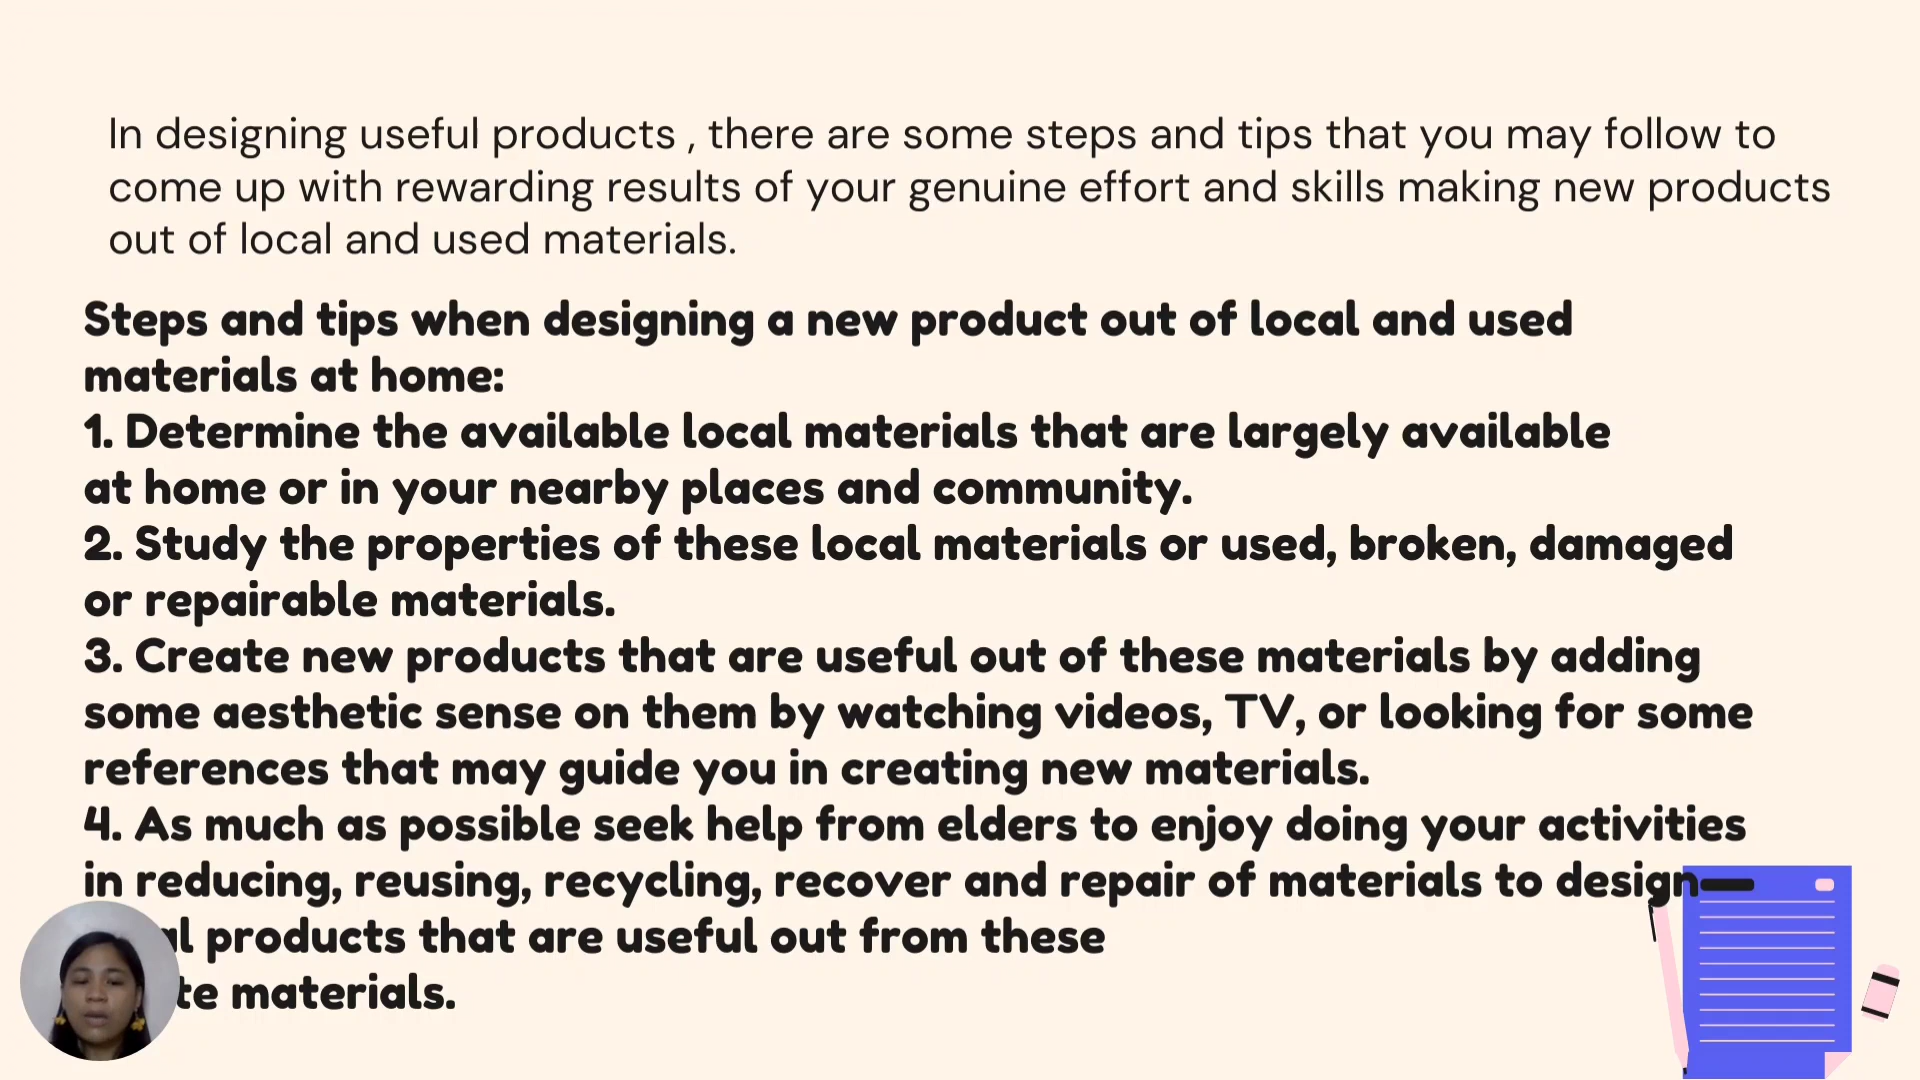 In designing useful products , there are some steps and tips that you may follow to
come up with rewarding results of your genuine effort and skills making new products
out of local and used materials.
Steps and tips when designing a new product out of local and used
materials at home:
1. Determine the available local materials that are largely available
at home or in your nearby places and community.
2. Study the properties of these local materials or used, broken, damaged
or repairable materials.
3. Create new products that are useful out of these materials by adding
some aesthetic sense on them by watching videos, TV, or looking for some
references that may guide you in creating new materials.
4. As much as possible seek help from elders to enjoy doing your activities
in reducing, reusing, recycling, recover and repair of materials to design
products that are useful out from these
materials.